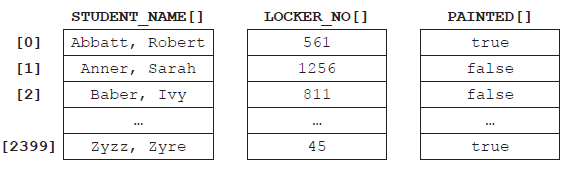 STUDENT_NAME[] LOCKER_NO[] PAINTED[]
[0] Abbatt, Robert 561 true
[1] Anner, Sarah 1256 false
[2] Baber, Ivy 811 false
… … …
[2399] Zyzz, Zyre 45 true